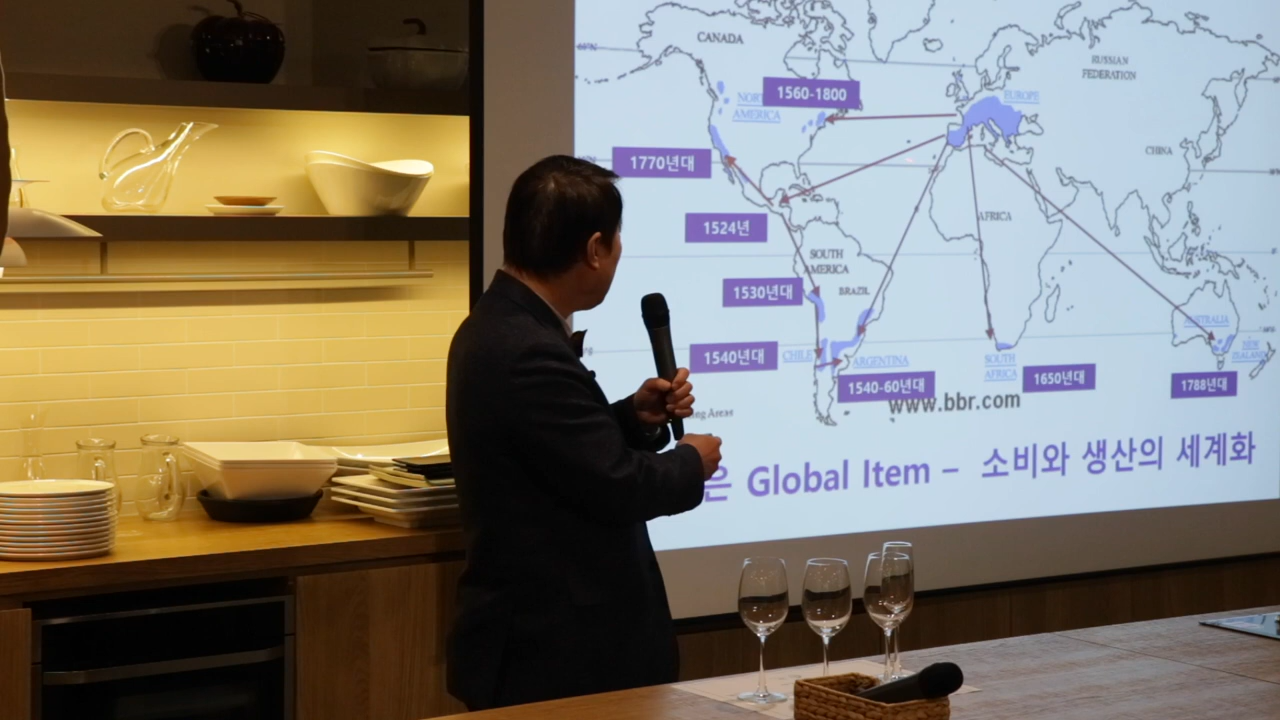 CANADA
RUSSIAN
FEDERATION
1560-1800
EUROPE
AMERICA
CHINA
1770년대
1524년
AFRICA
SOUTH
AMERICA
BRAZIL
1530년대
AUSTRALIA
1540년대
CHILE
ARGENTINA
SOUTH
AFRICA
NEW
ZEALAND
1540-60년대
1650년대
1788년대
www.bbr.com
은 Global Item – 소비와 생산의 세계화